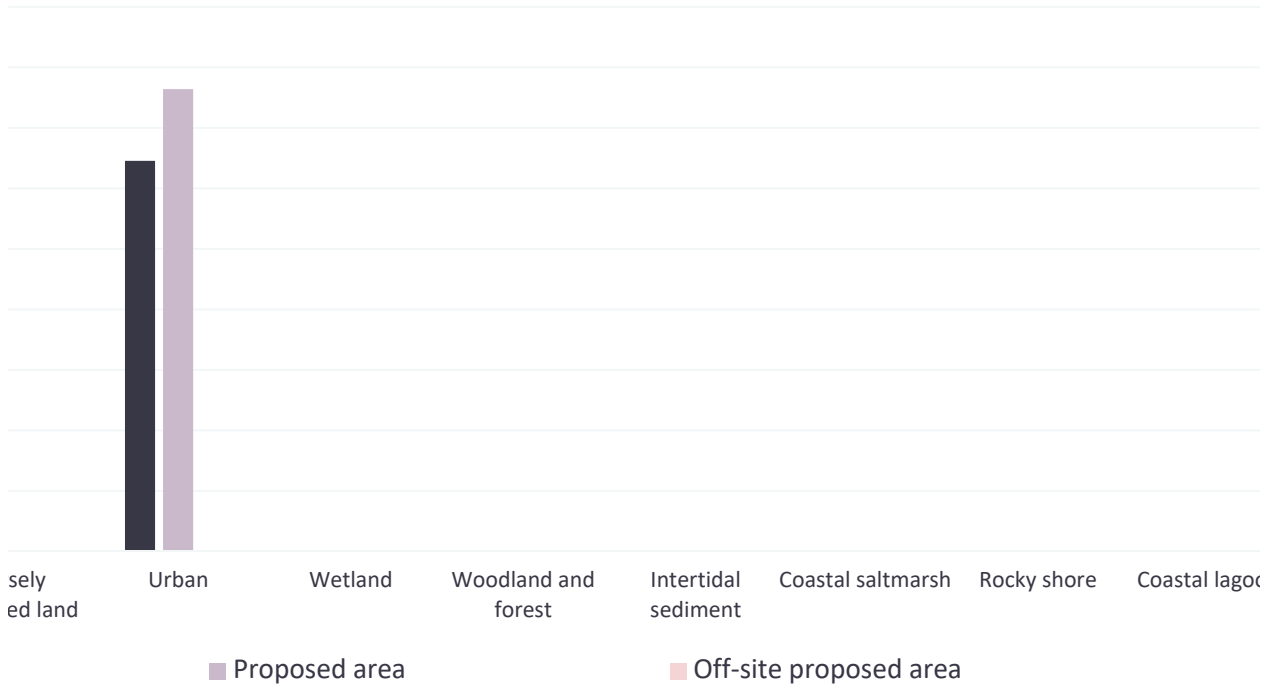 sely
ed land
Urban
Wetland
Woodland and
forest
Intertidal
sediment
Coastal saltmarsh
Rocky shore
Coastal lagoo
Proposed area
Off-site proposed area